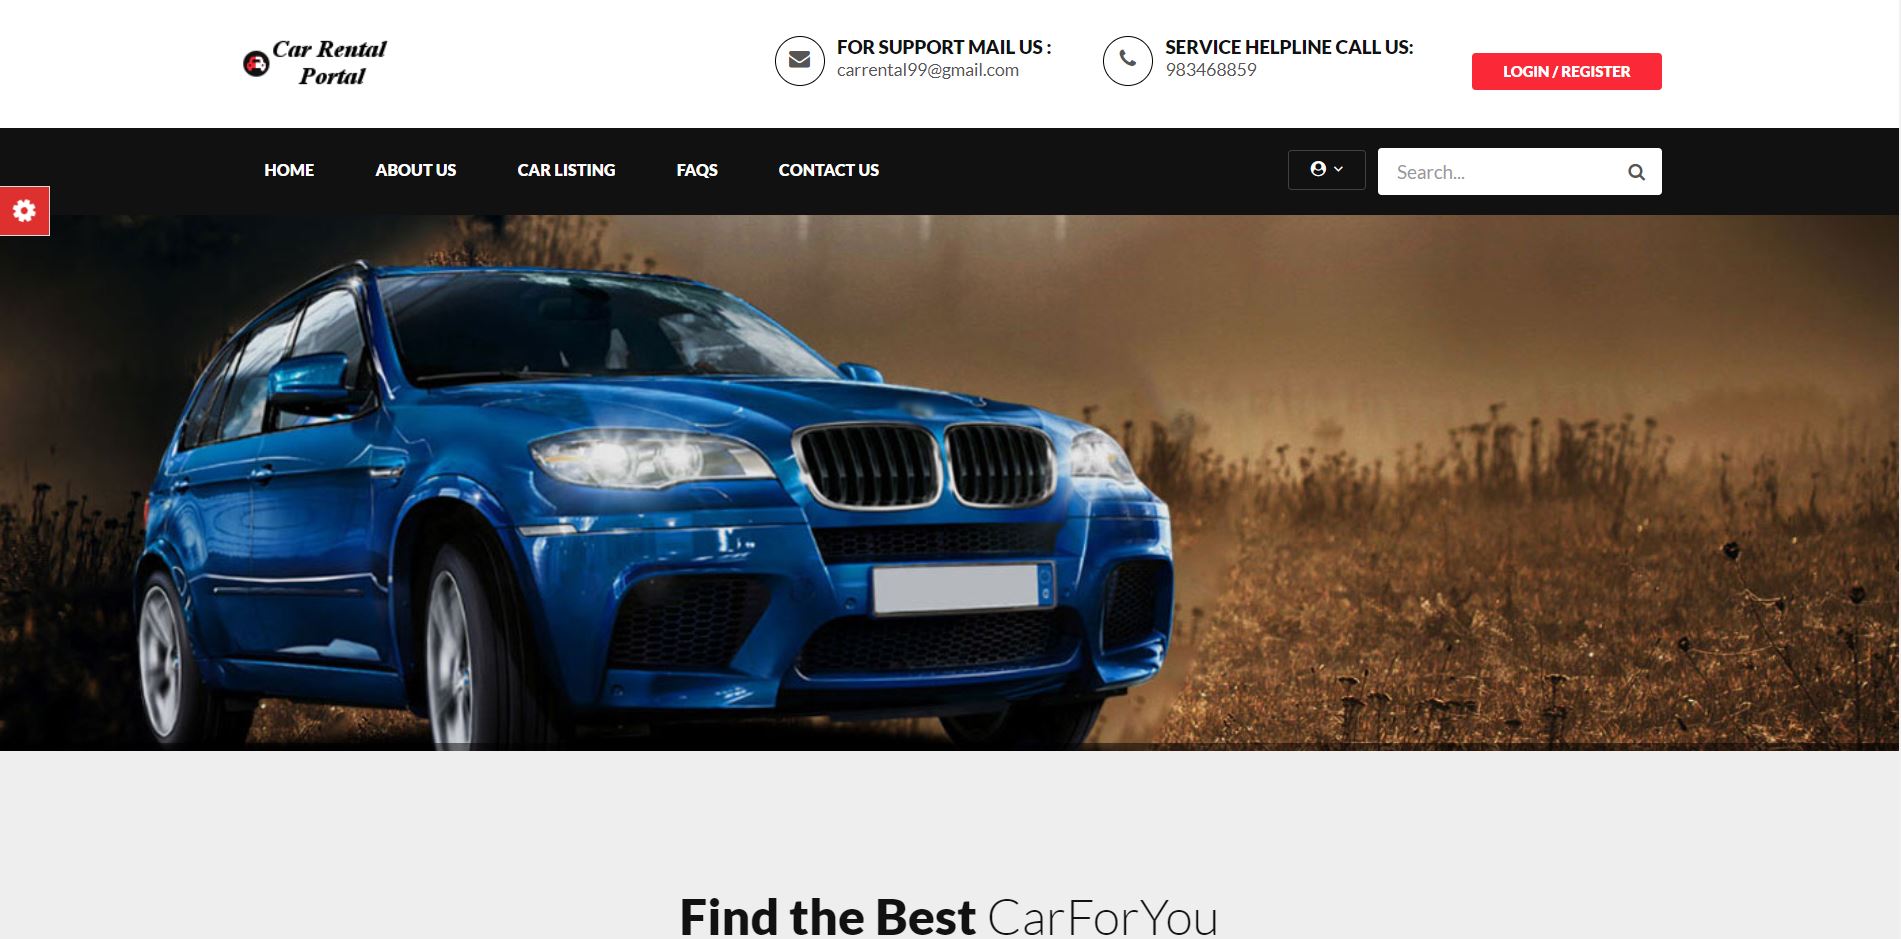 Car Rental
Portal
FOR SUPPORT MAIL US :
carrental99@gmail.com
SERVICE HELPLINE CALL US:
983468859
LOGIN / REGISTER
HOME
ABOUT US
CAR LISTING
FAQS
CONTACT US
Search...
Find the Best CarForYou